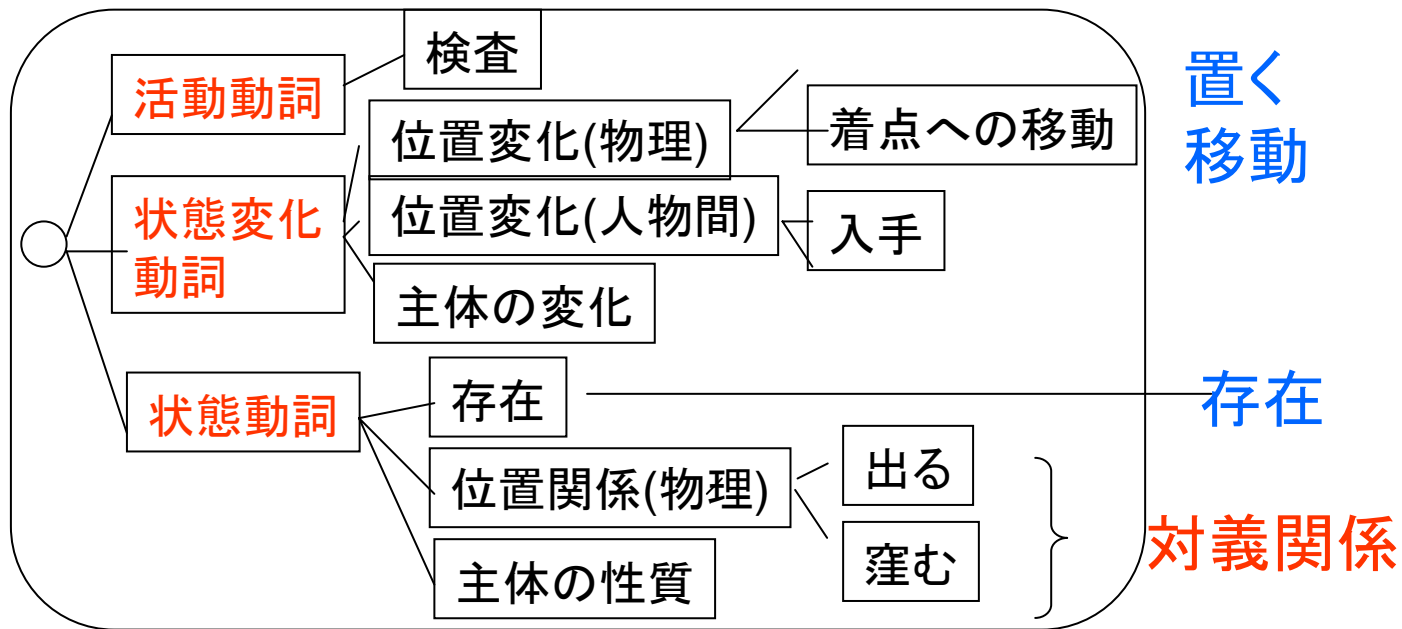 検査
活動動詞
位置変化(物理)
着点への移動
置く
移動
状態変化
動詞
位置変化(人物間)
入手
主体の変化
状態動詞
存在
存在
位置関係(物理)
出る
窪む
対義関係
主体の性質